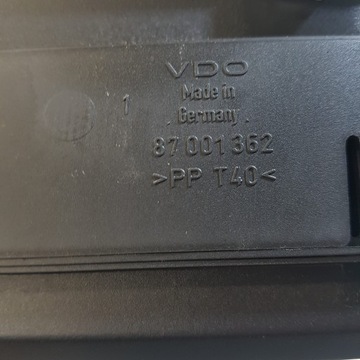 VDO
1 Made in
. Germany .
87 001 362
>PP T40<